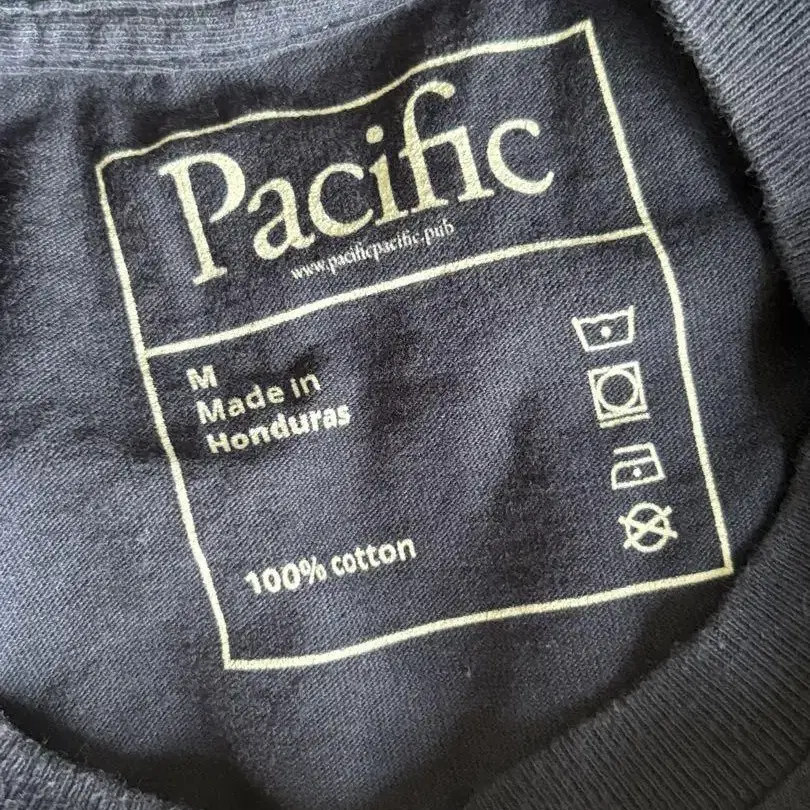 Pacific
www.pacificpacific.pub
M
Made in
Honduras
100% cotton